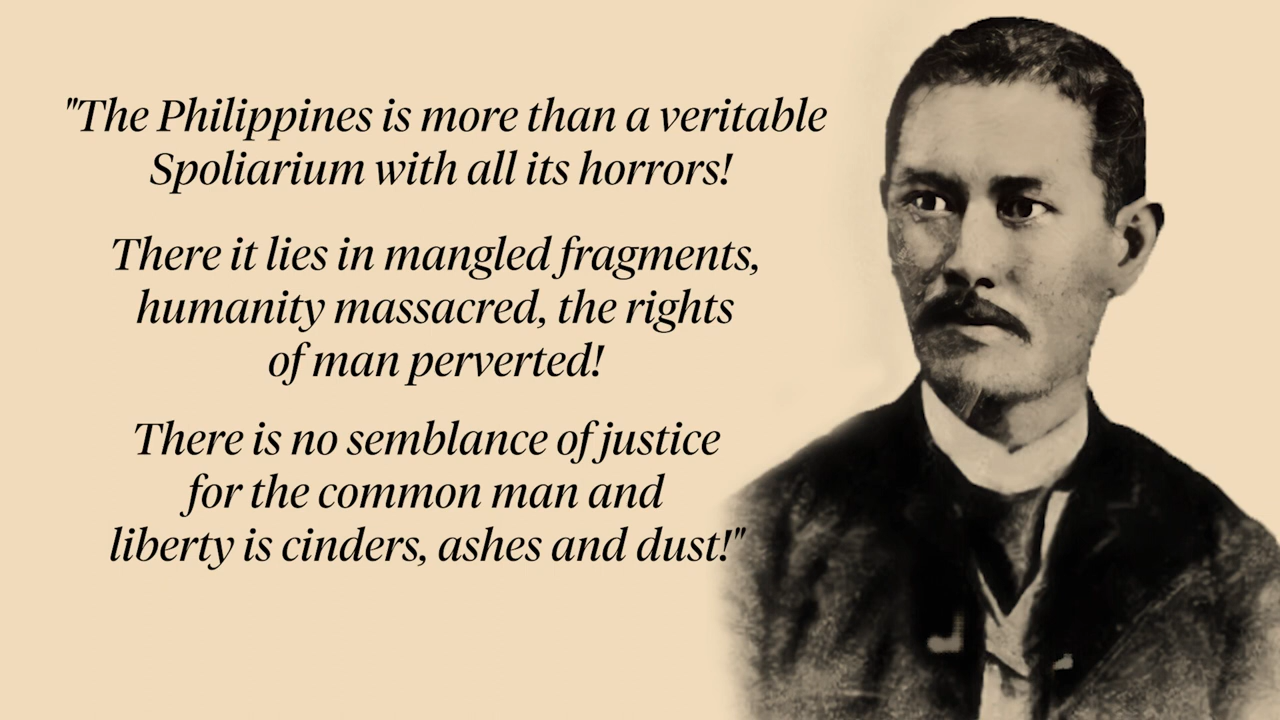 "The Philippines is more than a veritable
Spoliarium with all its horrors!
There it lies in mangled fragments,
humanity massacred, the rights
of man perverted!
There is no semblance of justice
for the common man and
liberty is cinders, ashes and dust!"